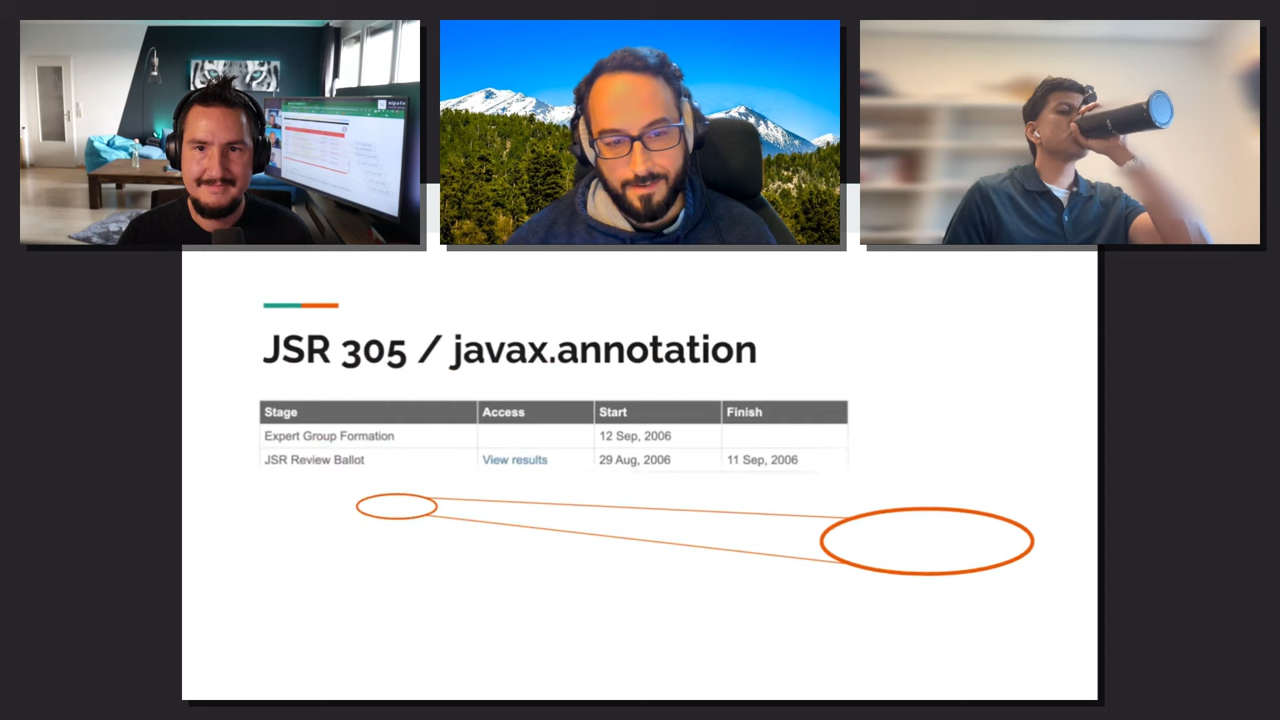 JSR 305 / javax.annotation
Stage Access Start Finish
Expert Group Formation 12 Sep, 2006
JSR Review Ballot View results 29 Aug, 2006 11 Sep, 2006